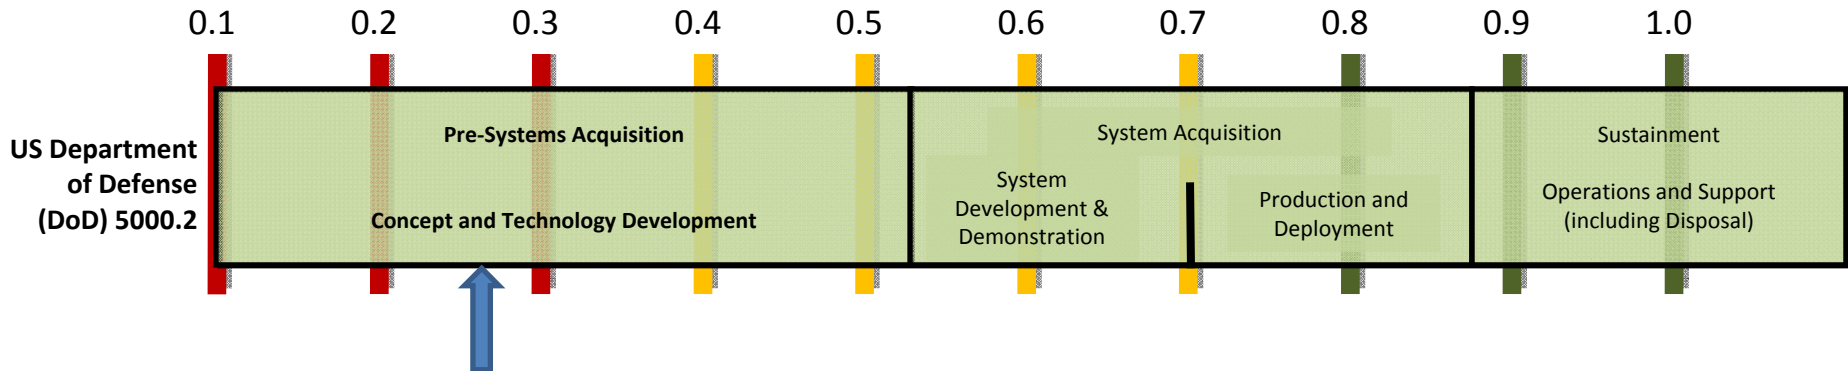 0.1 0.2 0.3 0.4 0.5 0.6 0.7 0.8 0.9 1.0
US Department
of Defense
(DoD) 5000.2
Pre-Systems Acquisition
Concept and Technology Development
System Acquisition
System
Development &
Demonstration
Production and
Deployment
Sustainment
Operations and Support
(including Disposal)